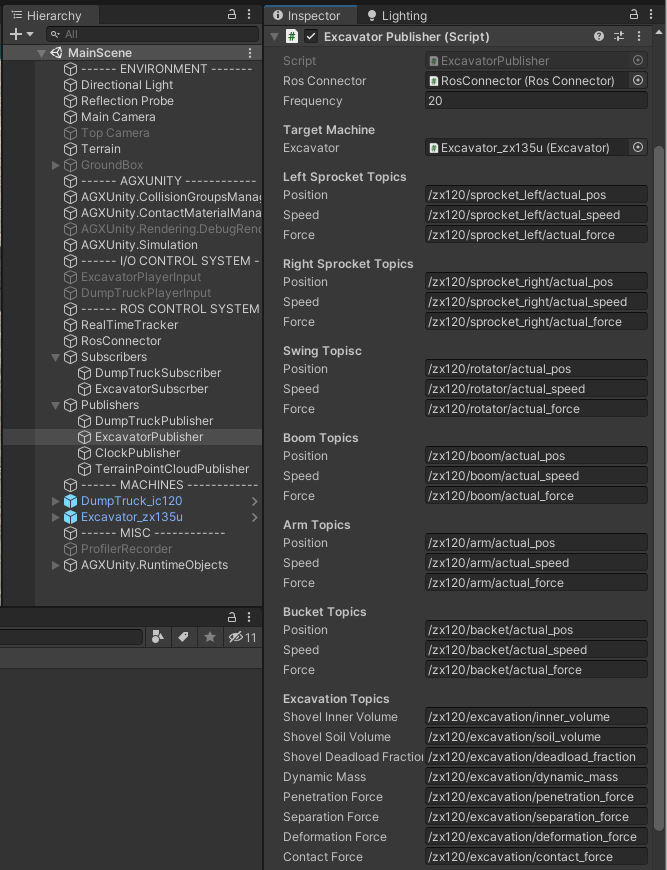 Hierarchy
All
MainScene
------ ENVIRONMENT -------
Directional Light
Reflection Probe
Main Camera
Top Camera
Terrain
GroundBox
------ AGXUNITY ------------
AGXUnity.CollisionGroupsMana
AGXUnity.ContactMaterialMana
AGXUnity.Rendering.DebugRend
AGXUnity.Simulation
------ I/O CONTROL SYSTEM -
ExcavatorPlayerInput
DumpTruckPlayerInput
------ ROS CONTROL SYSTEM
RealTimeTracker
RosConnector
Subscribers
DumpTruckSubscriber
ExcavatorSubscrber
Publishers
DumpTruckPublisher
ExcavatorPublisher
ClockPublisher
TerrainPointCloudPublisher
------ MACHINES ------------
DumpTruck_ic120
Excavator_zx135u
------ MISC ------------
ProfilerRecorder
AGXUnity.RuntimeObjects
11
Inspector
Lighting
Excavator Publisher (Script)
Script ExcavatorPublisher
Ros Connector RosConnector (Ros Connector)
Frequency 20
Target Machine
Excavator Excavator_zx135u (Excavator)
Left Sprocket Topics
Position /zx120/sprocket_left/actual_pos
Speed /zx120/sprocket_left/actual_speed
Force /zx120/sprocket_left/actual_force
Right Sprocket Topics
Position /zx120/sprocket_right/actual_pos
Speed /zx120/sprocket_right/actual_speed
Force /zx120/sprocket_right/actual_force
Swing Topisc
Position /zx120/rotator/actual_pos
Speed /zx120/rotator/actual_speed
Force /zx120/rotator/actual_force
Boom Topics
Position /zx120/boom/actual_pos
Speed /zx120/boom/actual_speed
Force /zx120/boom/actual_force
Arm Topics
Position /zx120/arm/actual_pos
Speed /zx120/arm/actual_speed
Force /zx120/arm/actual_force
Bucket Topics
Position /zx120/backet/actual_pos
Speed /zx120/backet/actual_speed
Force /zx120/backet/actual_force
Excavation Topics
Shovel Inner Volume /zx120/excavation/inner_volume
Shovel Soil Volume /zx120/excavation/soil_volume
Shovel Deadload Fraction /zx120/excavation/deadload_fraction
Dynamic Mass /zx120/excavation/dynamic_mass
Penetration Force /zx120/excavation/penetration_force
Separation Force /zx120/excavation/separation_force
Deformation Force /zx120/excavation/deformation_force
Contact Force /zx120/excavation/contact_force